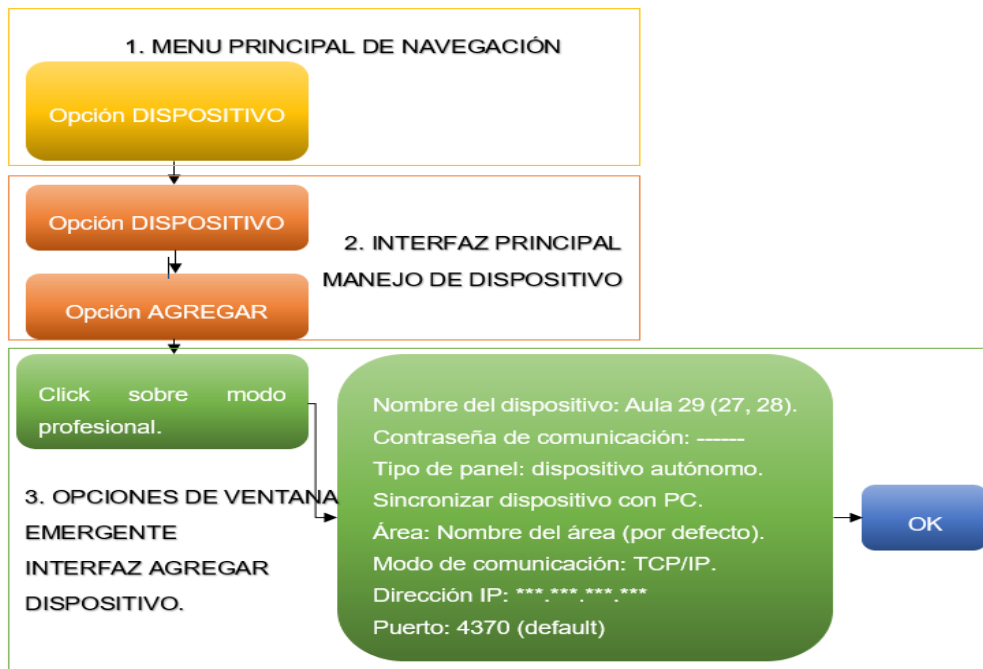 1. MENU PRINCIPAL DE NAVEGACIÓN
Opción DISPOSITIVO
Opción DISPOSITIVO
2. INTERFAZ PRINCIPAL
MANEJO DE DISPOSITIVO
Opción AGREGAR
Click sobre modo
profesional.
3. OPCIONES DE VENTANA
EMERGENTE
INTERFAZ AGREGAR
DISPOSITIVO.
Nombre del dispositivo: Aula 29 (27, 28).
Contraseña de comunicación: ------
Tipo de panel: dispositivo autónomo.
Sincronizar dispositivo con PC.
Área: Nombre del área (por defecto).
Modo de comunicación: TCP/IP.
Dirección IP: ***.***.***.***
Puerto: 4370 (default)
OK